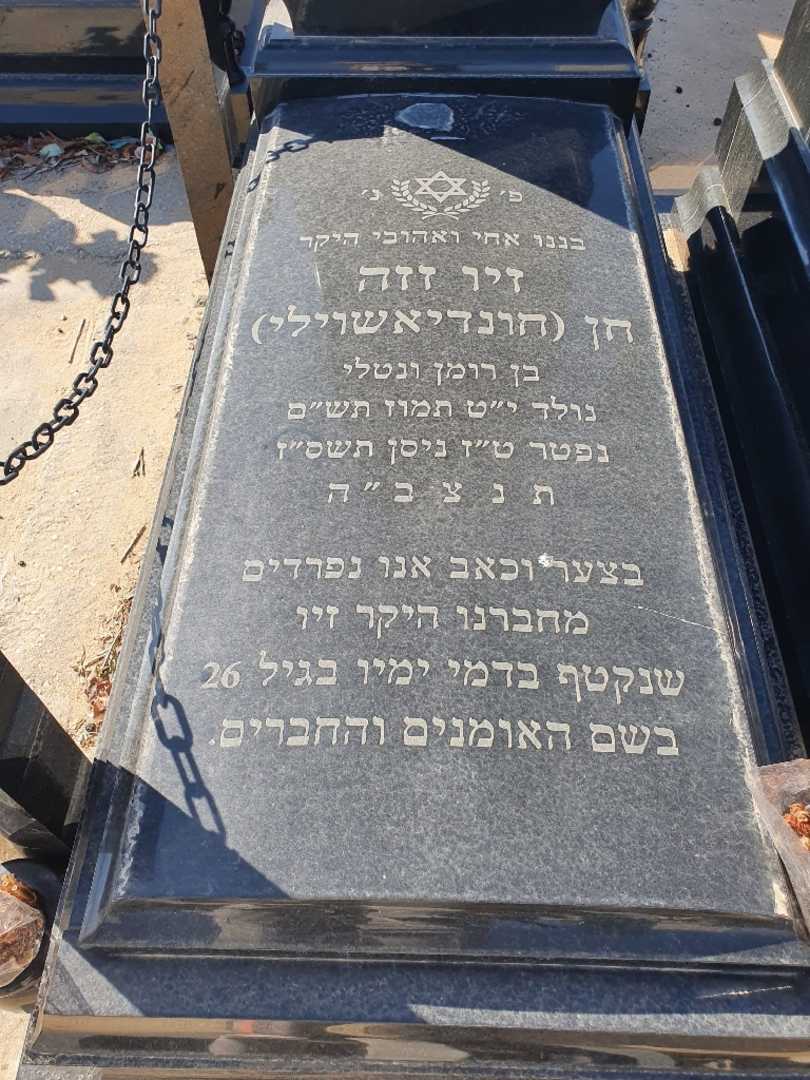 פ׳ נ׳
בננו אחי ואהובי היקר
זיו זזה
חן (חונדיאשוילי)
בן רומן ונטלי
נולד י״ט תמוז תש״ם
נפטר ט״ז ניסן תשס״ז
ת נ צ ב ״ ה
בצער וכאב אנו נפרדים
מחברנו היקר זיו
שנקטף בדמי ימיו בגיל 26
בשם האומנים והחברים.